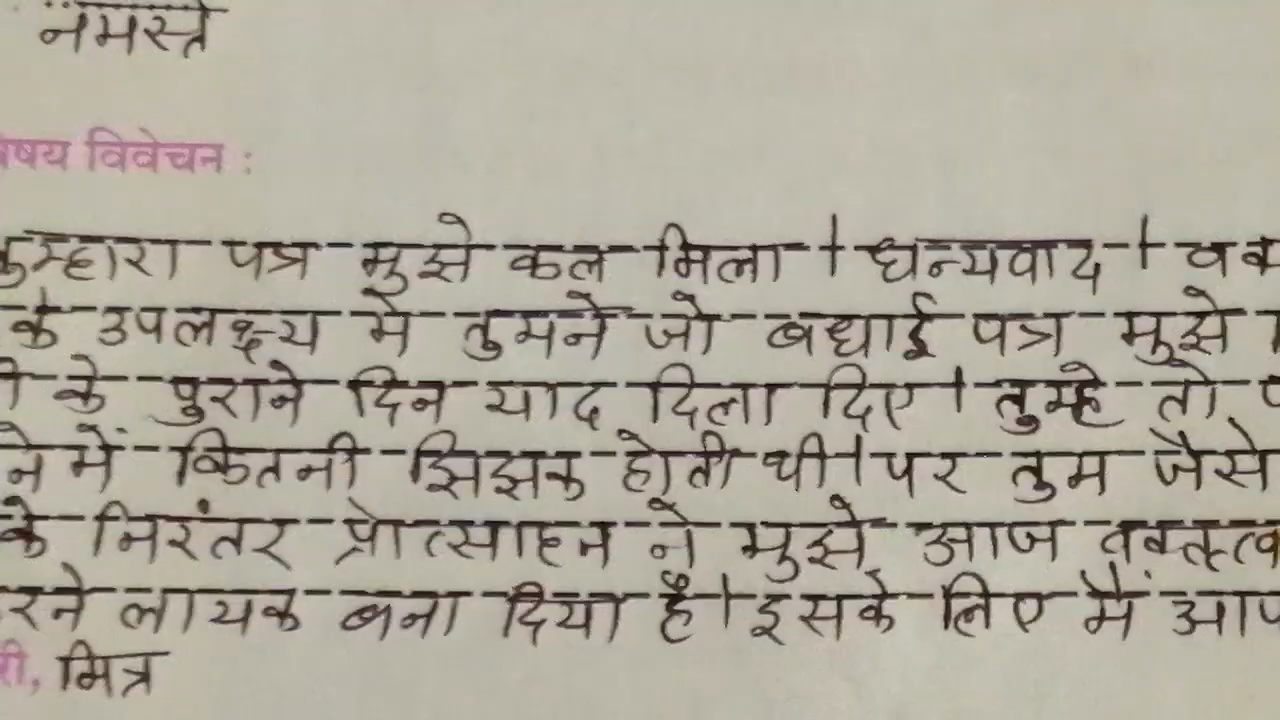 नमस्ते
विवेचन :
तुम्हारा पत्र मुझे कल मिला । धन्यवाद ।
के उपलक्ष्य में तुमने जो बधाई पत्र मुझे
के पुराने दिन याद दिला दिए । तुम्हे तो
ने में कितनी झिझक होती थी । पर तुम जैसे
के निरंतर प्रोत्साहन ने मुझे आज वक्तृत्व
रने लायक बना दिया है । इसके लिए मैं आप
री, मित्र